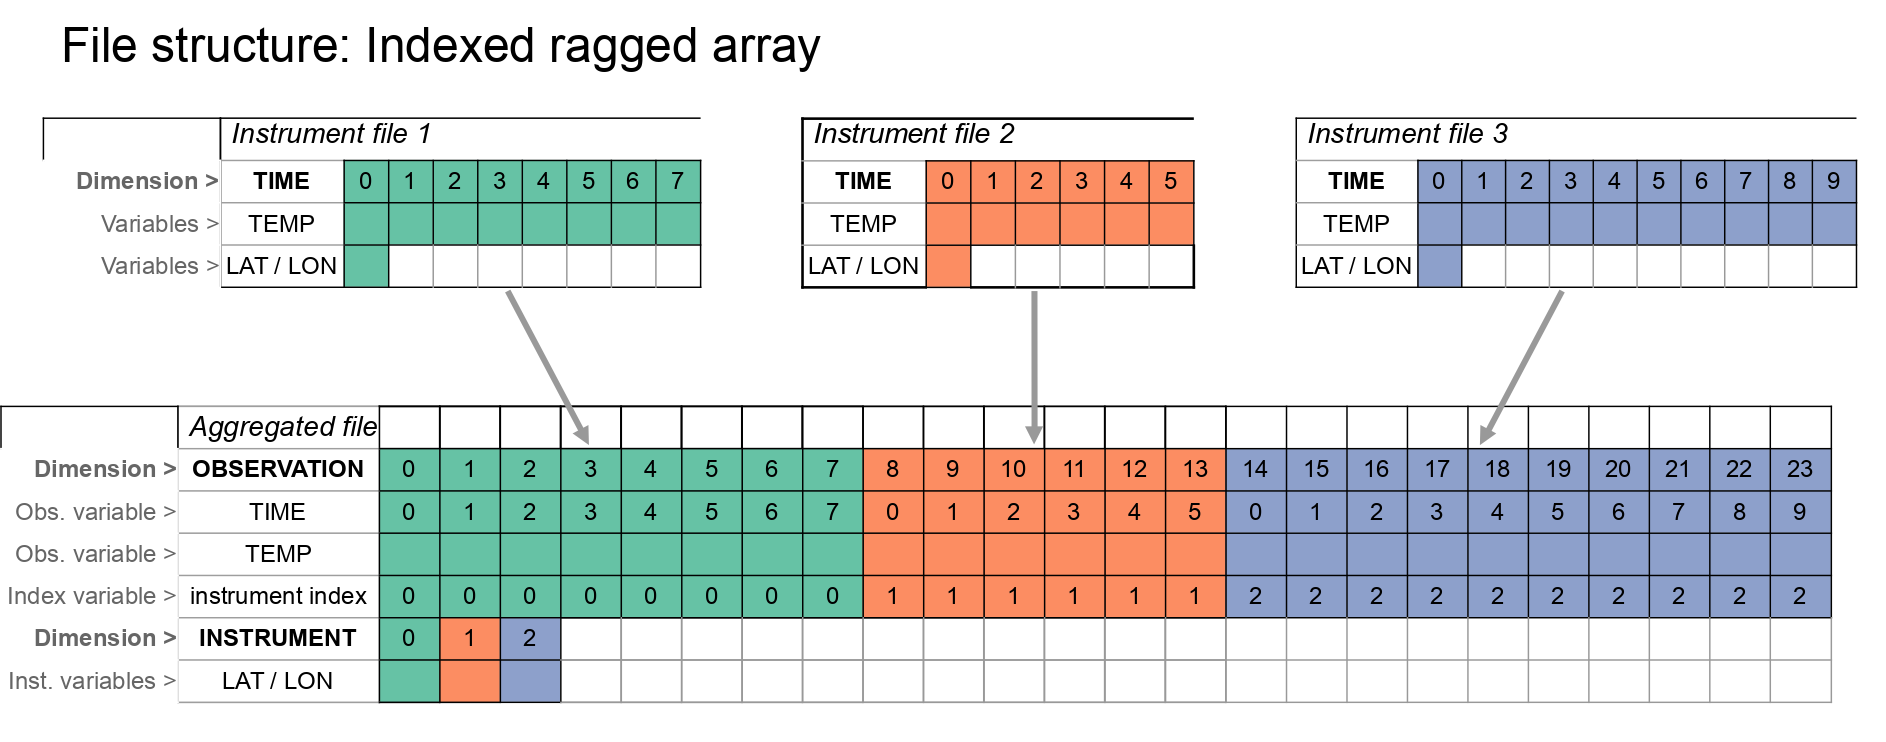 File structure: Indexed ragged array
Instrument file 1 Instrument file 2 Instrument file 3
Dimension > TIME 0 1 2 3 4 5 6 7 TIME 0 1 2 3 4 5 TIME 0 1 2 3 4 5 6 7 8 9
Variables > TEMP TEMP TEMP
Variables > LAT / LON LAT / LON LAT / LON
Aggregated file
Dimension > OBSERVATION 0 1 2 3 4 5 6 7 8 9 10 11 12 13 14 15 16 17 18 19 20 21 22 23
Obs. variable > TIME 0 1 2 3 4 5 6 7 0 1 2 3 4 5 0 1 2 3 4 5 6 7 8 9
Obs. variable > TEMP
Index variable > instrument index 0 0 0 0 0 0 0 0 1 1 1 1 1 1 2 2 2 2 2 2 2 2 2 2
Dimension > INSTRUMENT 0 1 2
Inst. variables > LAT / LON